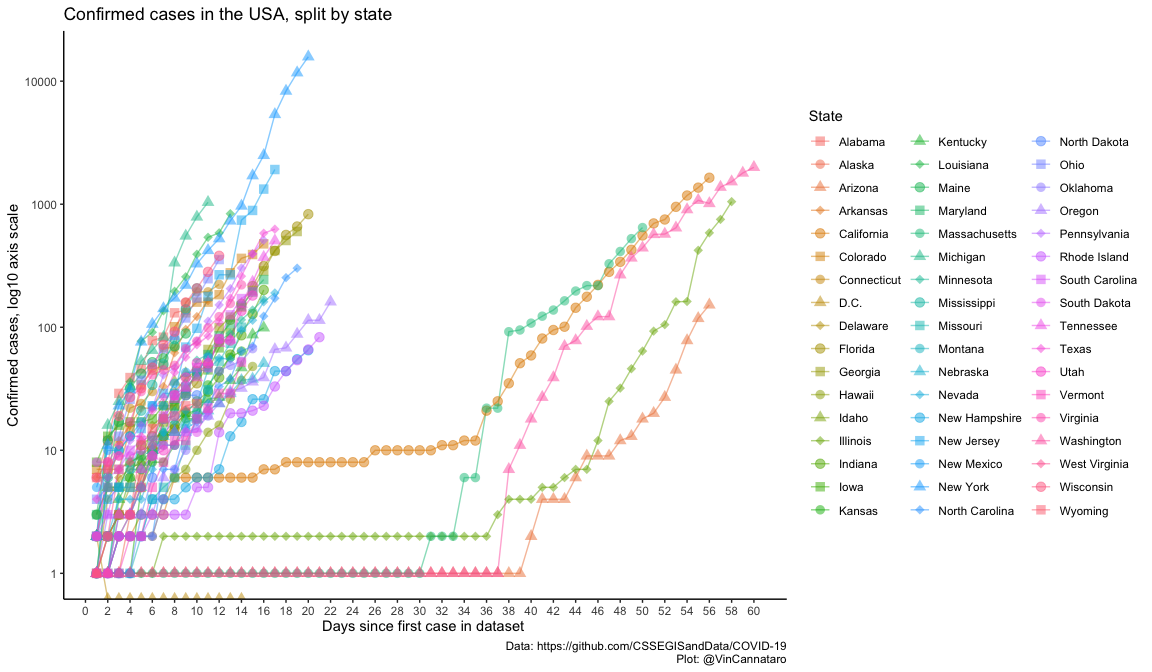 Confirmed cases in the USA, split by state
Confirmed cases, log10 axis scale
10000
1000
100
10
1
0 2 4 6 8 10 12 14 16 18 20 22 24 26 28 30 32 34 36 38 40 42 44 46 48 50 52 54 56 58 60
Days since first case in dataset
Data: https://github.com/CSSEGISandData/COVID-19
Plot: @VinCannataro
State
Alabama
Alaska
Arizona
Arkansas
California
Colorado
Connecticut
D.C.
Delaware
Florida
Georgia
Hawaii
Idaho
Illinois
Indiana
Iowa
Kansas
Kentucky
Louisiana
Maine
Maryland
Massachusetts
Michigan
Minnesota
Mississippi
Missouri
Montana
Nebraska
Nevada
New Hampshire
New Jersey
New Mexico
New York
North Carolina
North Dakota
Ohio
Oklahoma
Oregon
Pennsylvania
Rhode Island
South Carolina
South Dakota
Tennessee
Texas
Utah
Vermont
Virginia
Washington
West Virginia
Wisconsin
Wyoming